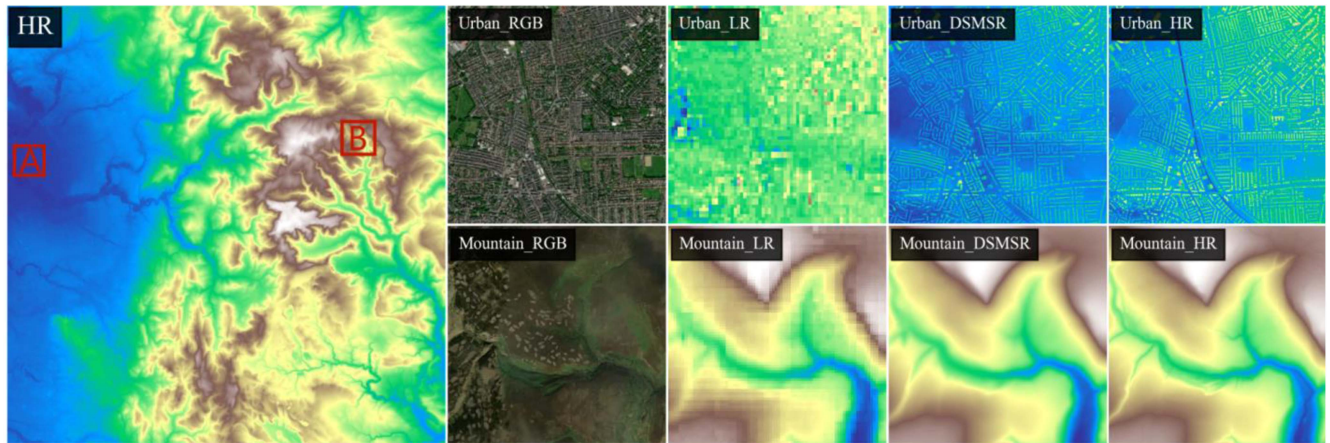 HR
A
B
Urban_RGB
Urban_LR
Urban_DSMSR
Urban_HR
Mountain_RGB
Mountain_LR
Mountain_DSMSR
Mountain_HR